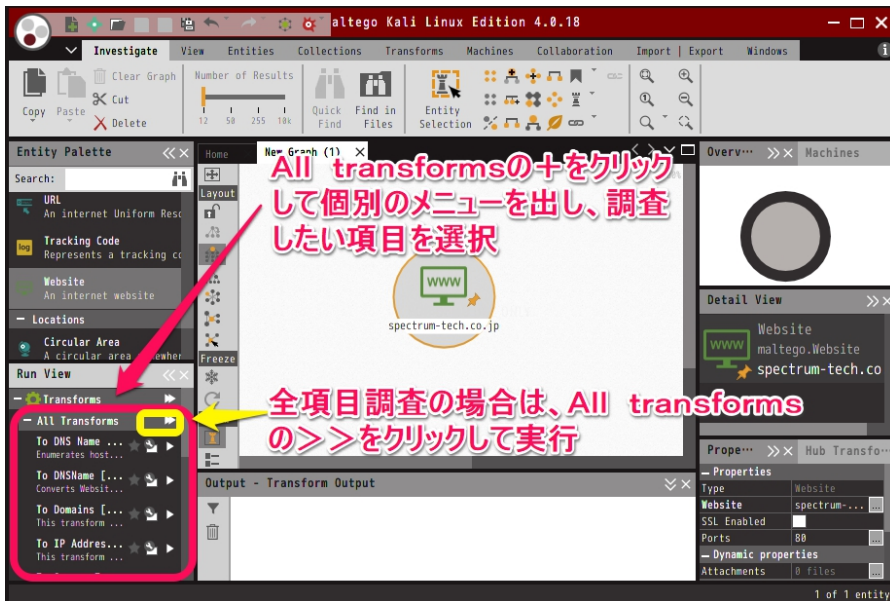 maltego Kali Linux Edition 4.0.18
Investigate View Entities Collections Transforms Machines Collaboration Import | Export Windows
Copy Paste
Clear Graph
Cut
Delete
Number of Results
12 50 255 10k
Quick Find
Find in Files
Entity Selection
Entity Palette
Search:
URL
An internet Uniform Reso
Tracking Code
Represents a tracking co
Website
An internet website
Locations
Circular Area
A circular area
Run View
Transforms
All Transforms
To DNS Name ...
Enumerates host...
To DNSName [...
Converts Websit...
To Domains [...
This transform ...
To IP Addres...
This transform ...
Home New Graph (1)
Layout
Freeze
All transformsの＋をクリック
して個別のメニューを出し、調査
したい項目を選択
WWW
spectrum-tech.co.jp
全項目調査の場合は、All transforms
の＞＞をクリックして実行
Output - Transform Output
Overv... Machines
Detail View
WWW
Website
maltego.Website
spectrum-tech.co
Prope... Hub Transfo...
Properties
Type Website
Website spectrum-... ...
SSL Enabled
Ports 80 ...
Dynamic properties
Attachments 0 files ...
1 of 1 entity